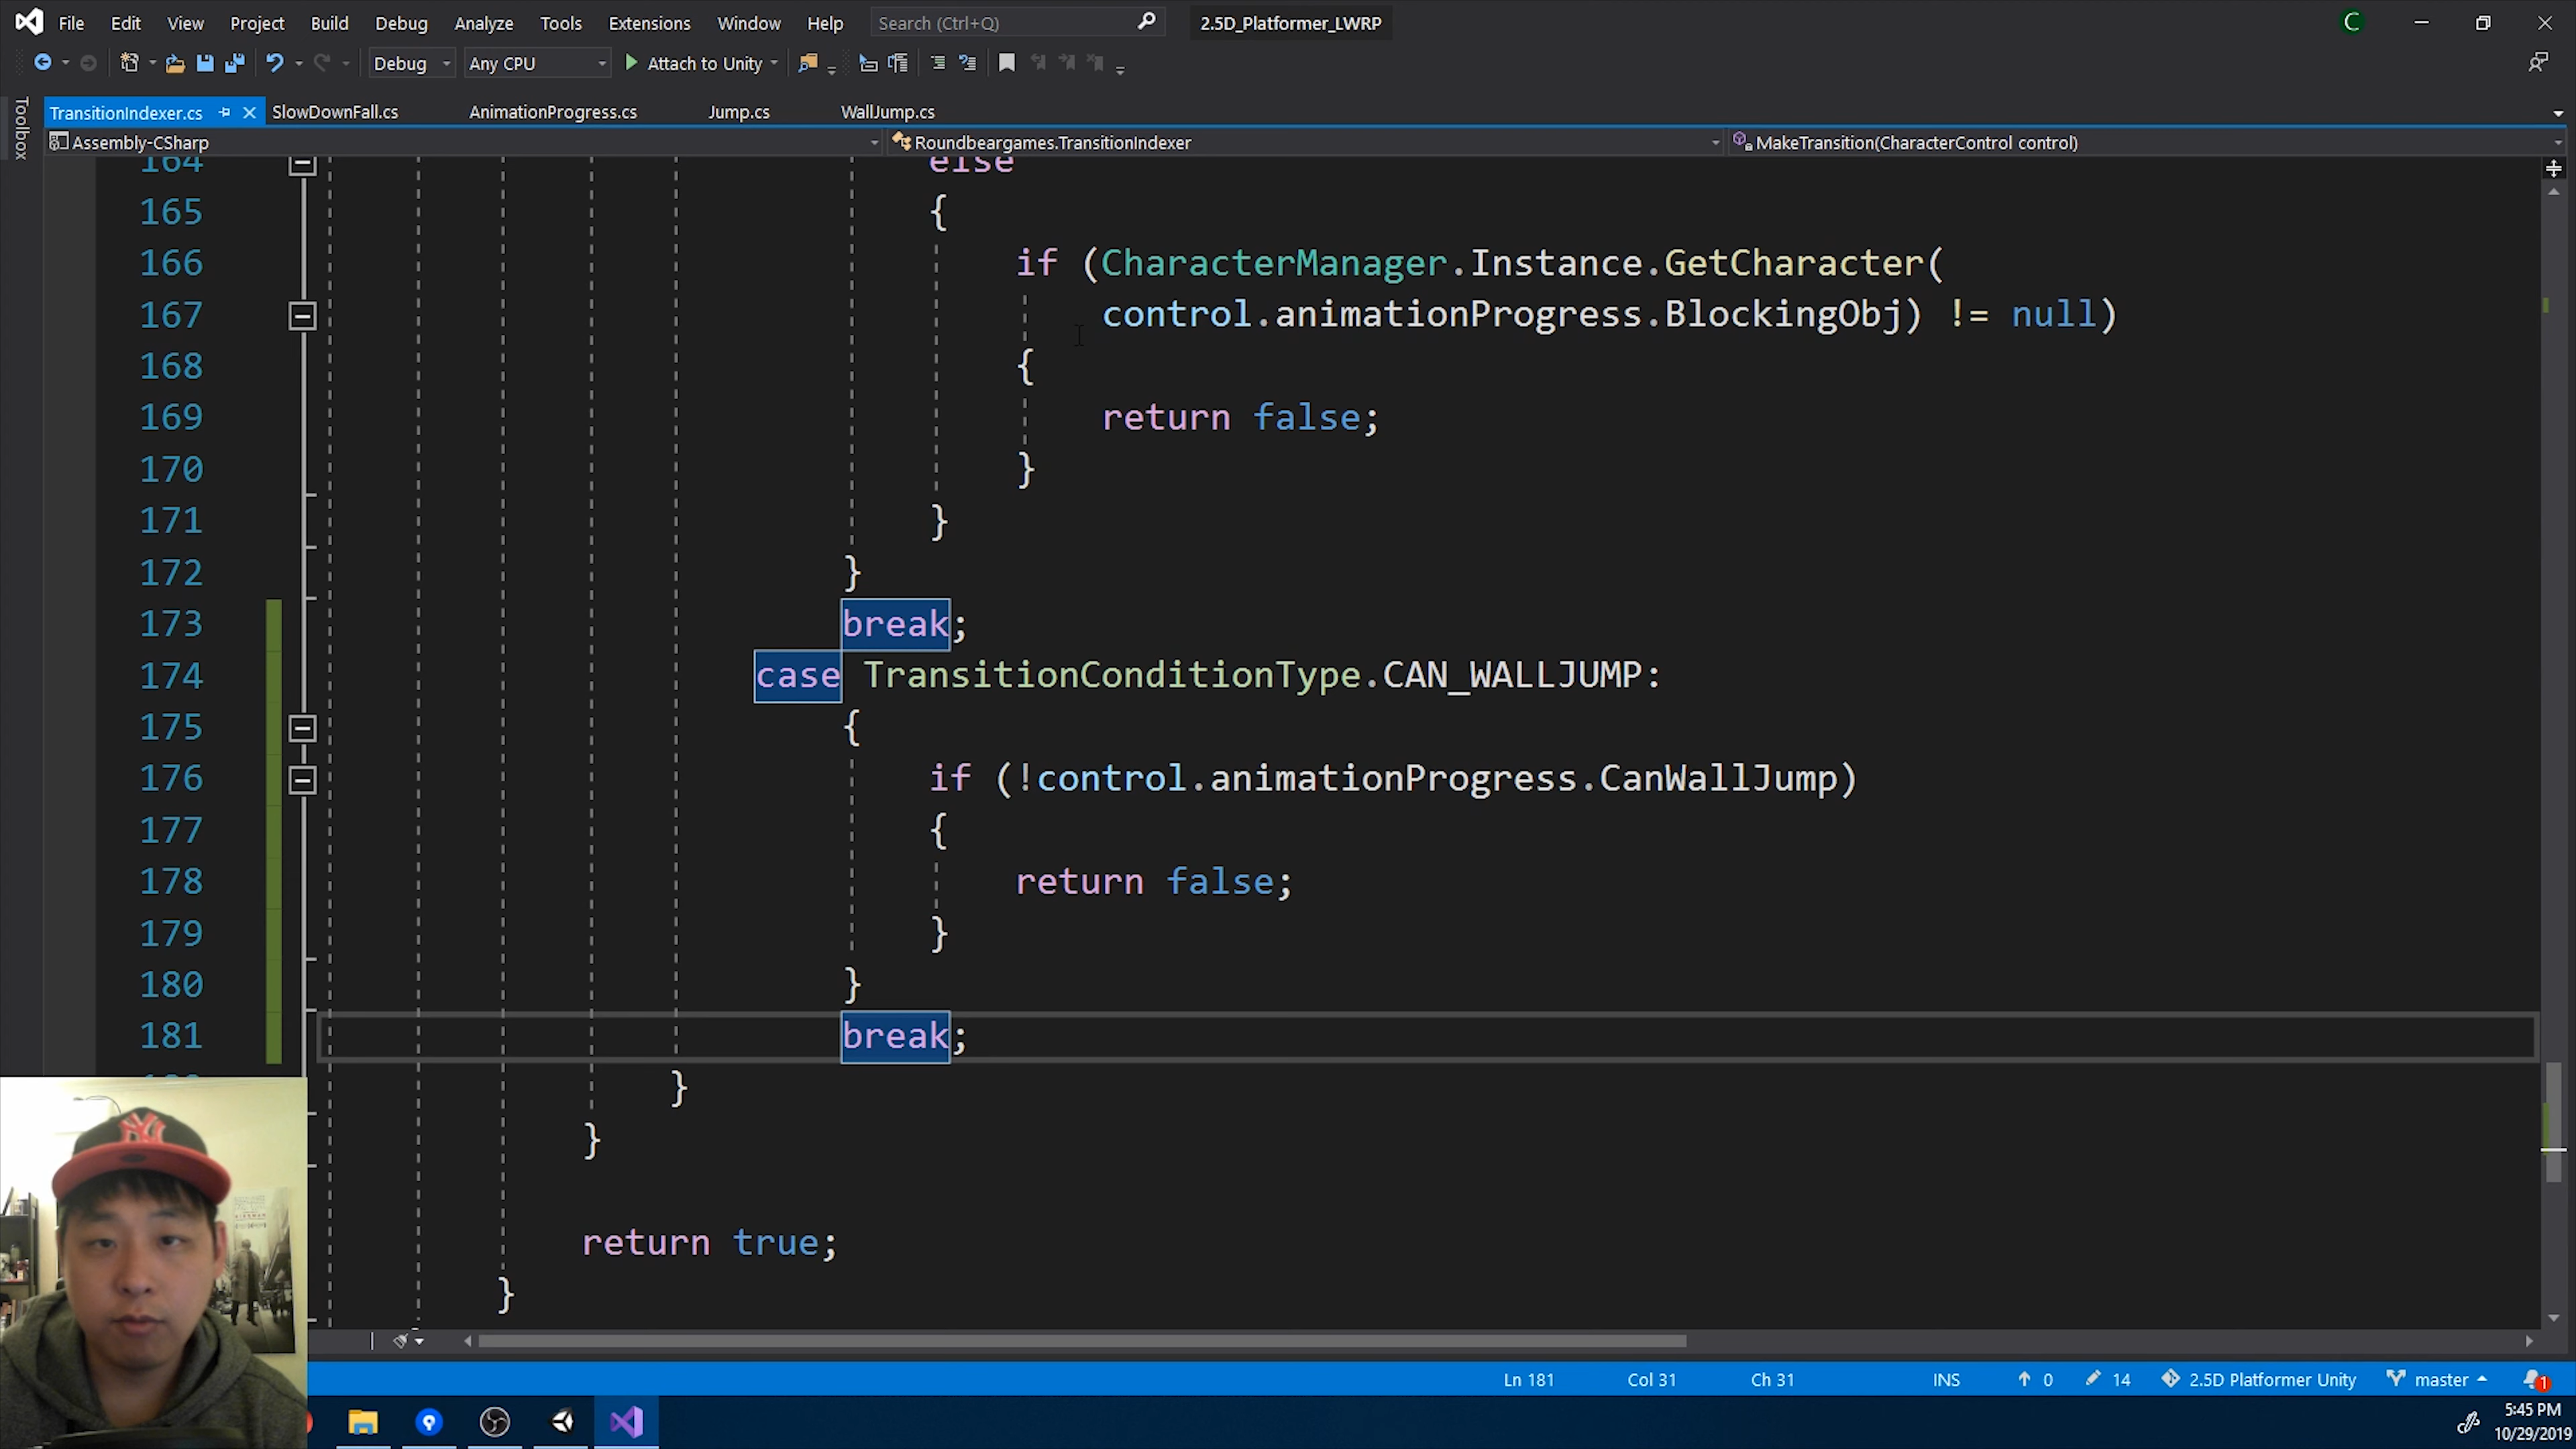 File Edit View Project Build Debug Analyze Tools Extensions Window Help Search (Ctrl+Q) 2.5D_Platformer_LWRP C
Debug Any CPU Attach to Unity
Toolbox
TransitionIndexer.cs SlowDownFall.cs AnimationProgress.cs Jump.cs WallJump.cs
Assembly-CSharp Roundbeargames.TransitionIndexer MakeTransition(CharacterControl control)
164 else
165 {
166 if (CharacterManager.Instance.GetCharacter(
167 control.animationProgress.BlockingObj) != null)
168 {
169 return false;
170 }
171 }
172 }
173 break;
174 case TransitionConditionType.CAN_WALLJUMP:
175 {
176 if (!control.animationProgress.CanWallJump)
177 {
178 return false;
179 }
180 }
181 break;
}
}
return true;
}
Ln 181 Col 31 Ch 31 INS 0 14 2.5D Platformer Unity master 1
5:45 PM
10/29/2019